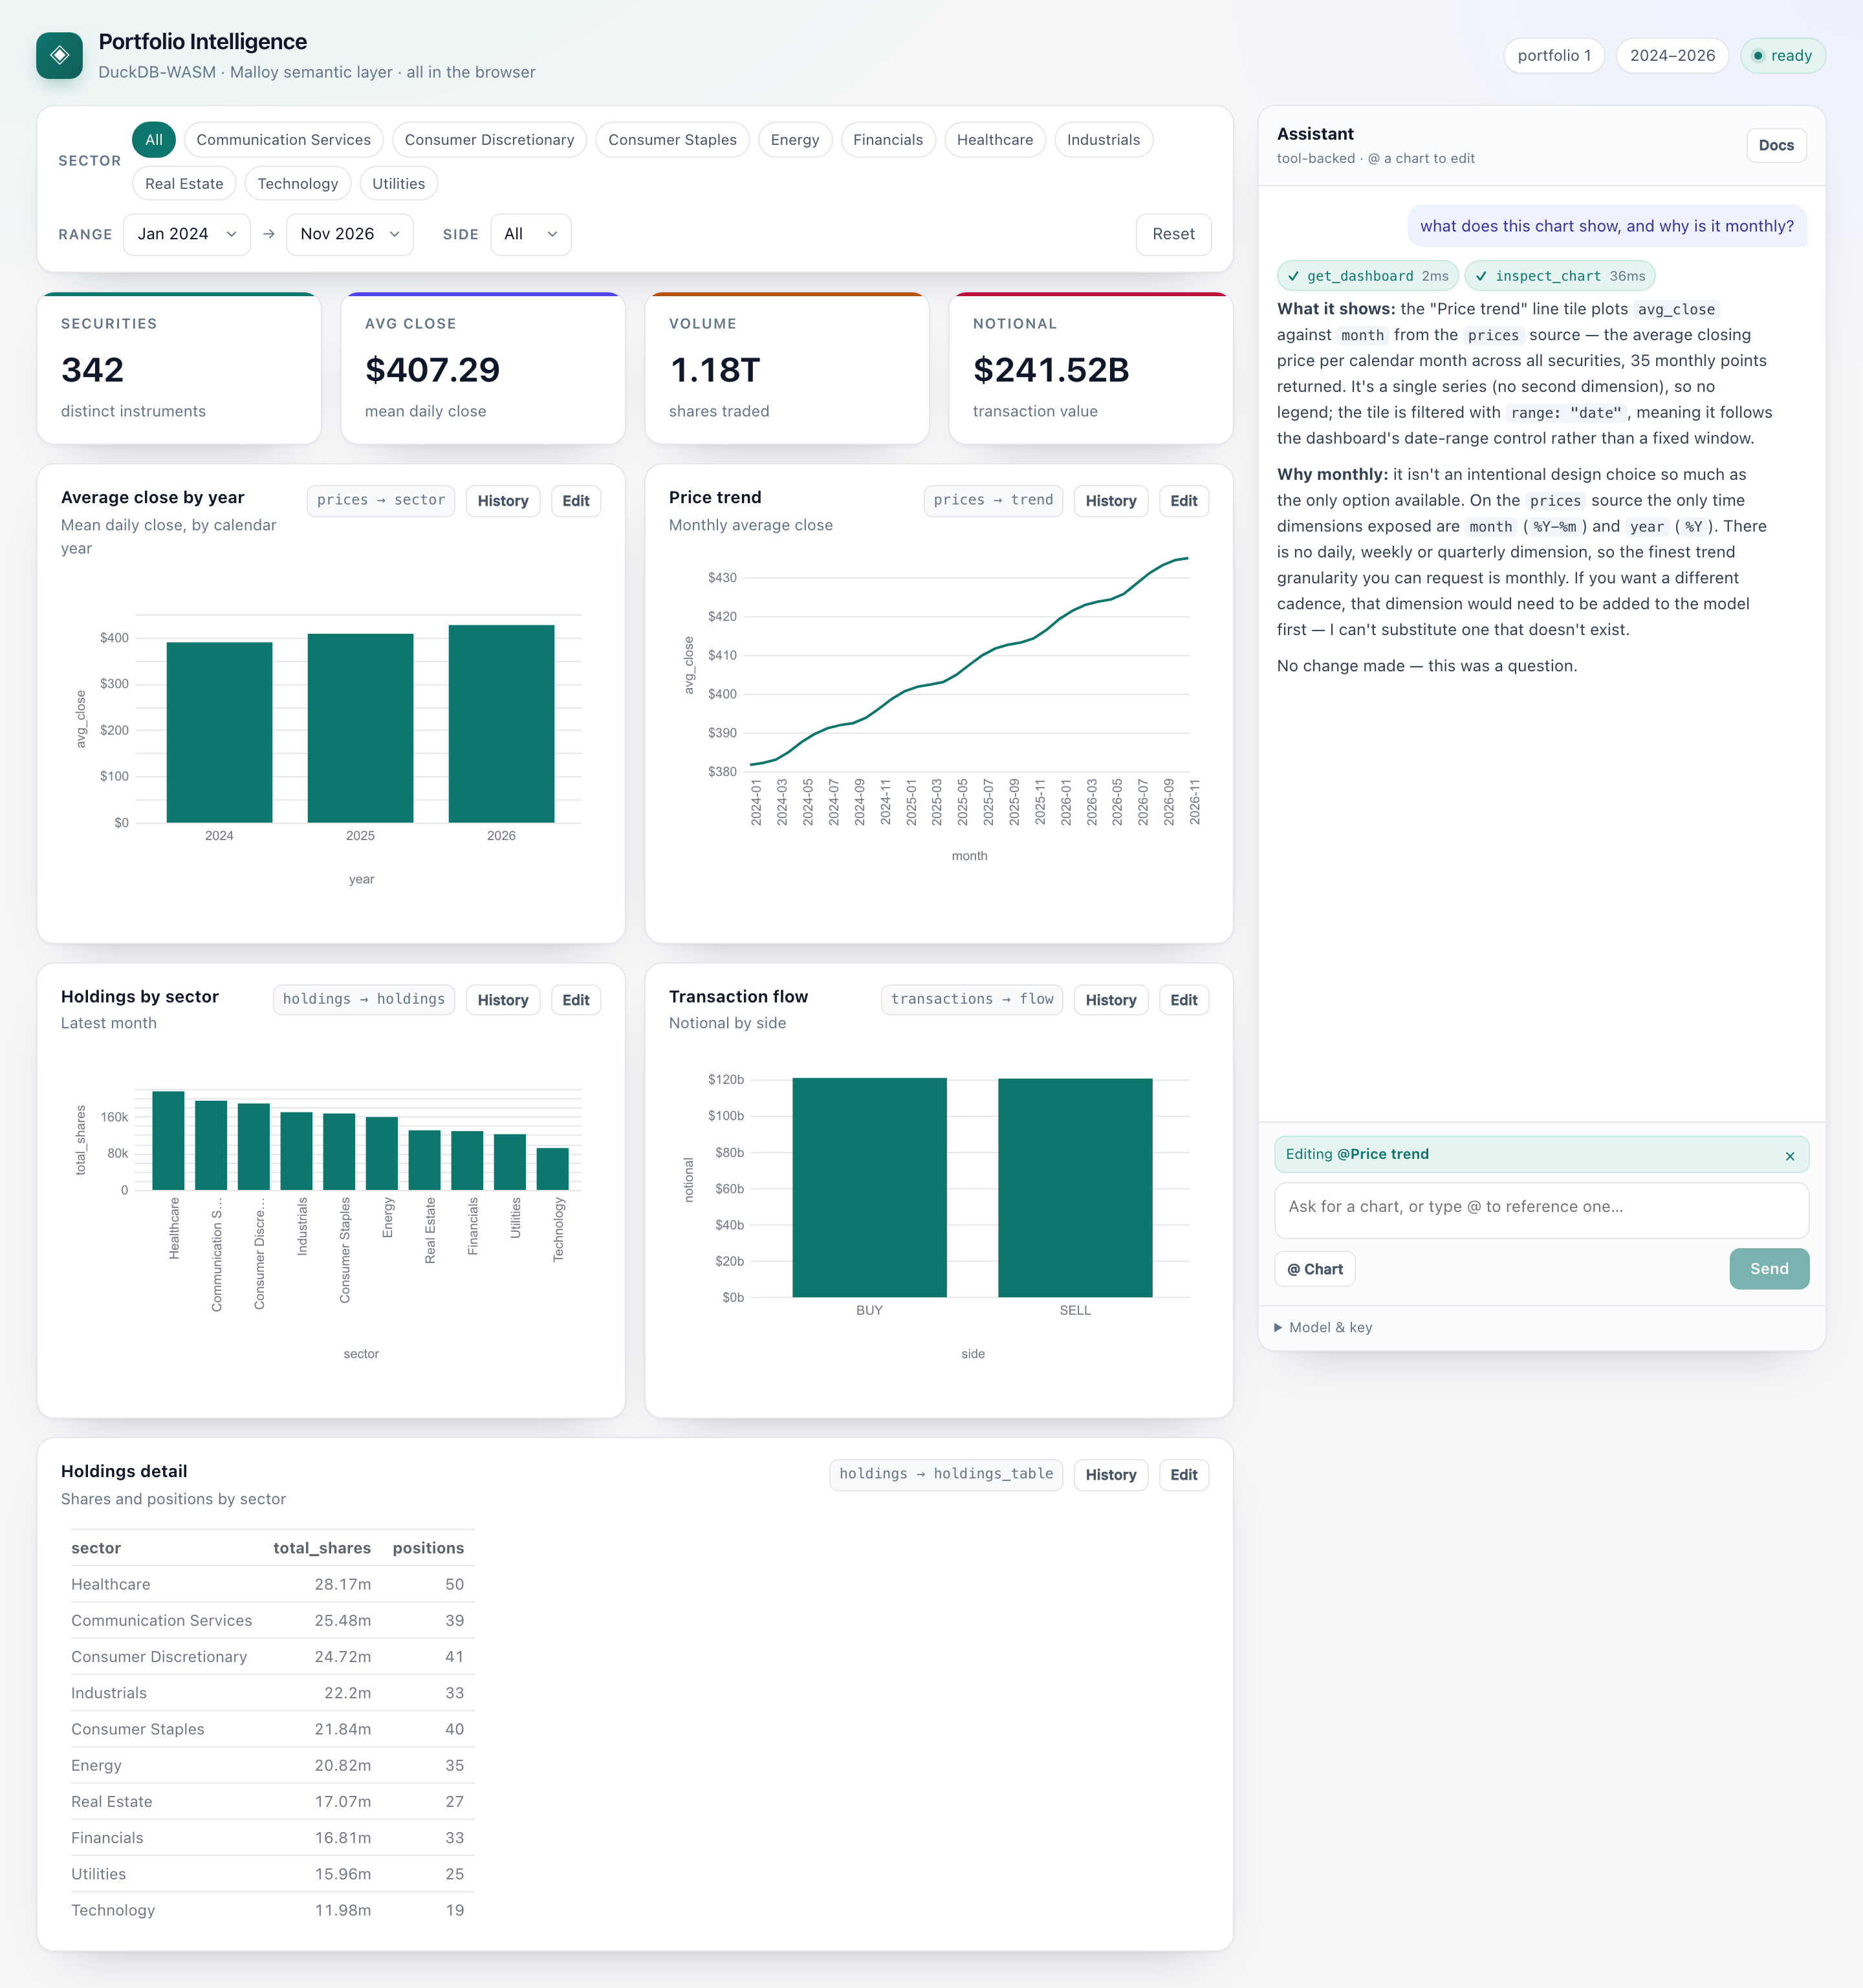 Portfolio Intelligence
DuckDB-WASM · Malloy semantic layer · all in the browser
portfolio 1
2024–2026
ready
SECTOR
All
Communication Services
Consumer Discretionary
Consumer Staples
Energy
Financials
Healthcare
Industrials
Real Estate
Technology
Utilities
RANGE
Jan 2024
→
Nov 2026
SIDE
All
Reset
SECURITIES
342
distinct instruments
AVG CLOSE
$407.29
mean daily close
VOLUME
1.18T
shares traded
NOTIONAL
$241.52B
transaction value
Average close by year
Mean daily close, by calendar
year
prices → sector
History
Edit
avg_close
$400
$300
$200
$100
$0
2024
2025
2026
year
Price trend
Monthly average close
prices → trend
History
Edit
avg_close
$430
$420
$410
$400
$390
$380
2024-01
2024-03
2024-05
2024-07
2024-09
2024-11
2025-01
2025-03
2025-05
2025-07
2025-09
2025-11
2026-01
2026-03
2026-05
2026-07
2026-09
2026-11
month
Holdings by sector
Latest month
holdings → holdings
History
Edit
total_shares
160k
80k
0
Healthcare
Communication S…
Consumer Discre…
Industrials
Consumer Staples
Energy
Real Estate
Financials
Utilities
Technology
sector
Transaction flow
Notional by side
transactions → flow
History
Edit
notional
$120b
$100b
$80b
$60b
$40b
$20b
$0b
BUY
SELL
side
Holdings detail
Shares and positions by sector
holdings → holdings_table
History
Edit
sector total_shares positions
Healthcare 28.17m 50
Communication Services 25.48m 39
Consumer Discretionary 24.72m 41
Industrials 22.2m 33
Consumer Staples 21.84m 40
Energy 20.82m 35
Real Estate 17.07m 27
Financials 16.81m 33
Utilities 15.96m 25
Technology 11.98m 19
Assistant
tool-backed · @ a chart to edit
Docs
what does this chart show, and why is it monthly?
✓ get_dashboard 2ms
✓ inspect_chart 36ms
What it shows: the "Price trend" line tile plots avg_close
against month from the prices source — the average closing
price per calendar month across all securities, 35 monthly points
returned. It's a single series (no second dimension), so no
legend; the tile is filtered with range: "date", meaning it follows
the dashboard's date-range control rather than a fixed window.
Why monthly: it isn't an intentional design choice so much as
the only option available. On the prices source the only time
dimensions exposed are month (%Y-%m) and year (%Y). There
is no daily, weekly or quarterly dimension, so the finest trend
granularity you can request is monthly. If you want a different
cadence, that dimension would need to be added to the model
first — I can't substitute one that doesn't exist.
No change made — this was a question.
Editing @Price trend
×
Ask for a chart, or type @ to reference one…
@ Chart
Send
▶ Model & key